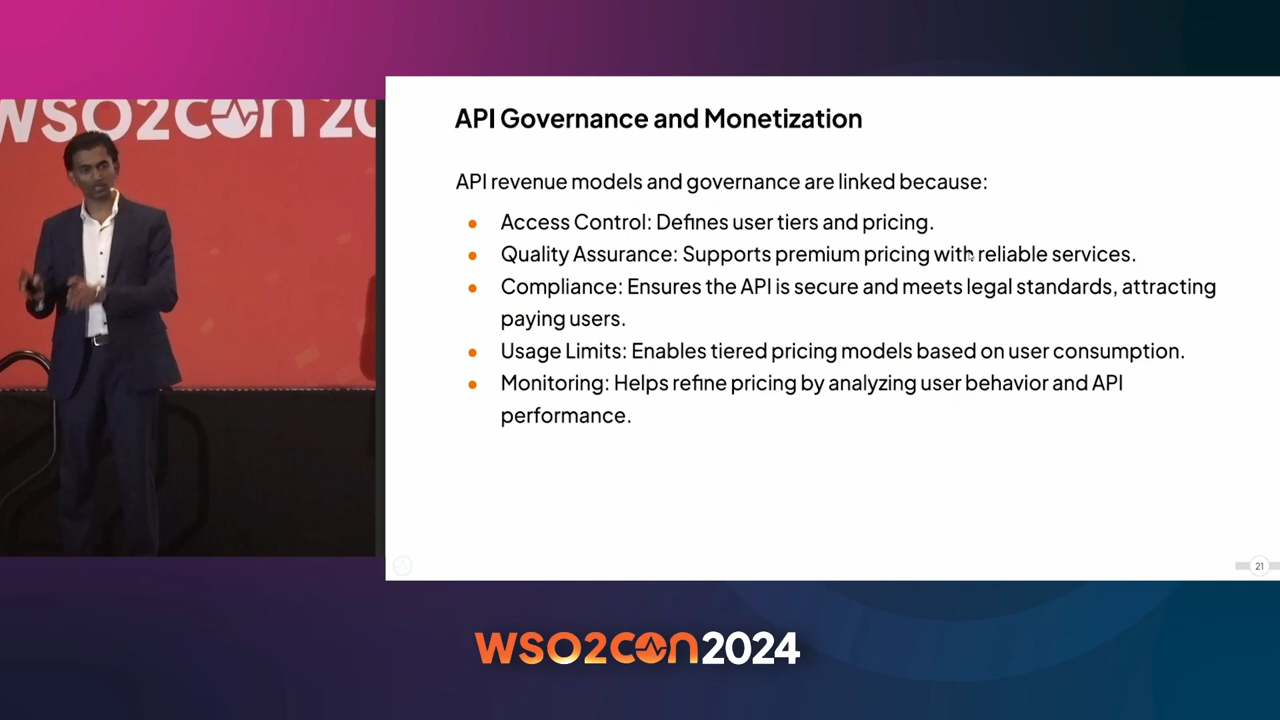 WSO2CON 20
API Governance and Monetization
API revenue models and governance are linked because:
● Access Control: Defines user tiers and pricing.
● Quality Assurance: Supports premium pricing with reliable services.
● Compliance: Ensures the API is secure and meets legal standards, attracting
paying users.
● Usage Limits: Enables tiered pricing models based on user consumption.
● Monitoring: Helps refine pricing by analyzing user behavior and API
performance.
21
WSO2CON 2024